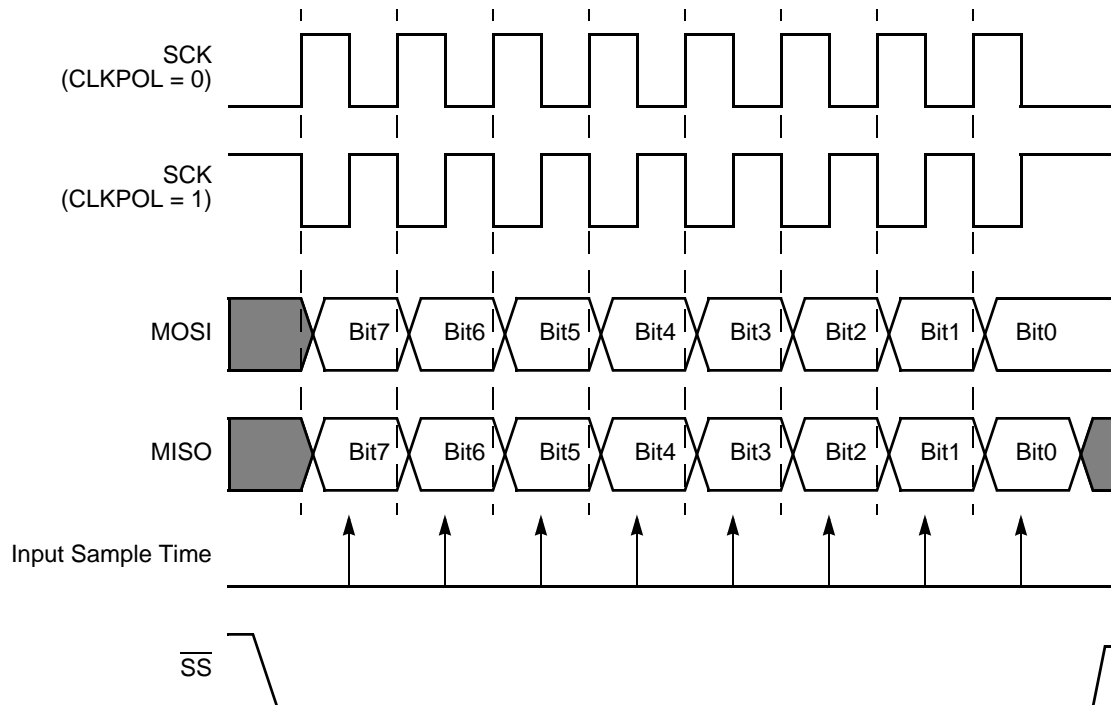 SCK
(CLKPOL = 0)
SCK
(CLKPOL = 1)
MOSI
Bit7 Bit6 Bit5 Bit4 Bit3 Bit2 Bit1 Bit0
MISO
Bit7 Bit6 Bit5 Bit4 Bit3 Bit2 Bit1 Bit0
Input Sample Time
SS